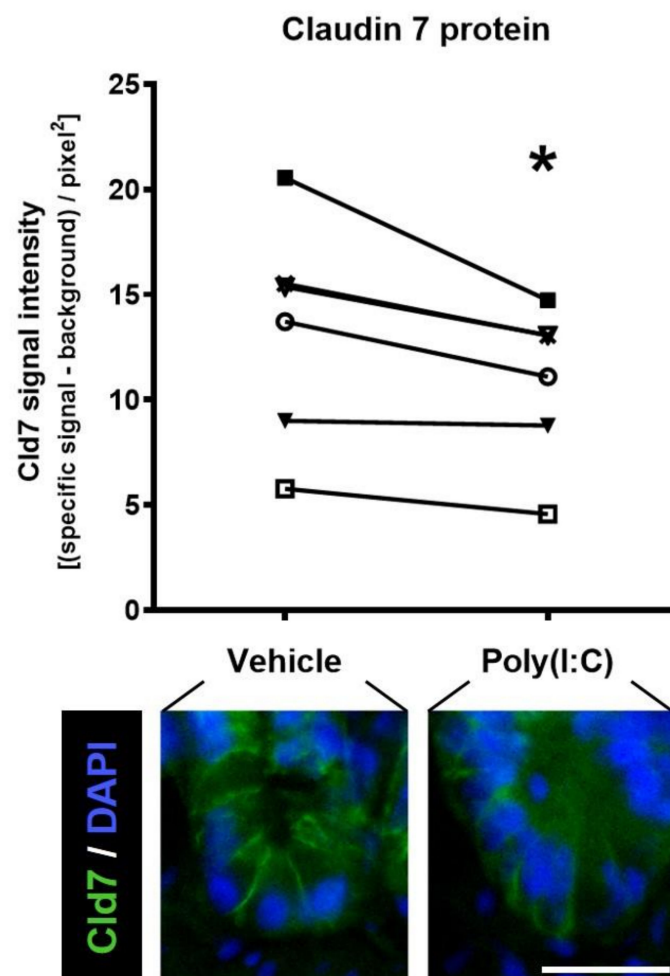 Claudin 7 protein
Cld7 signal intensity
[(specific signal - background) / pixel²]
25
20
15
10
5
0
*
Vehicle
Poly(I:C)
Cld7 / DAPI